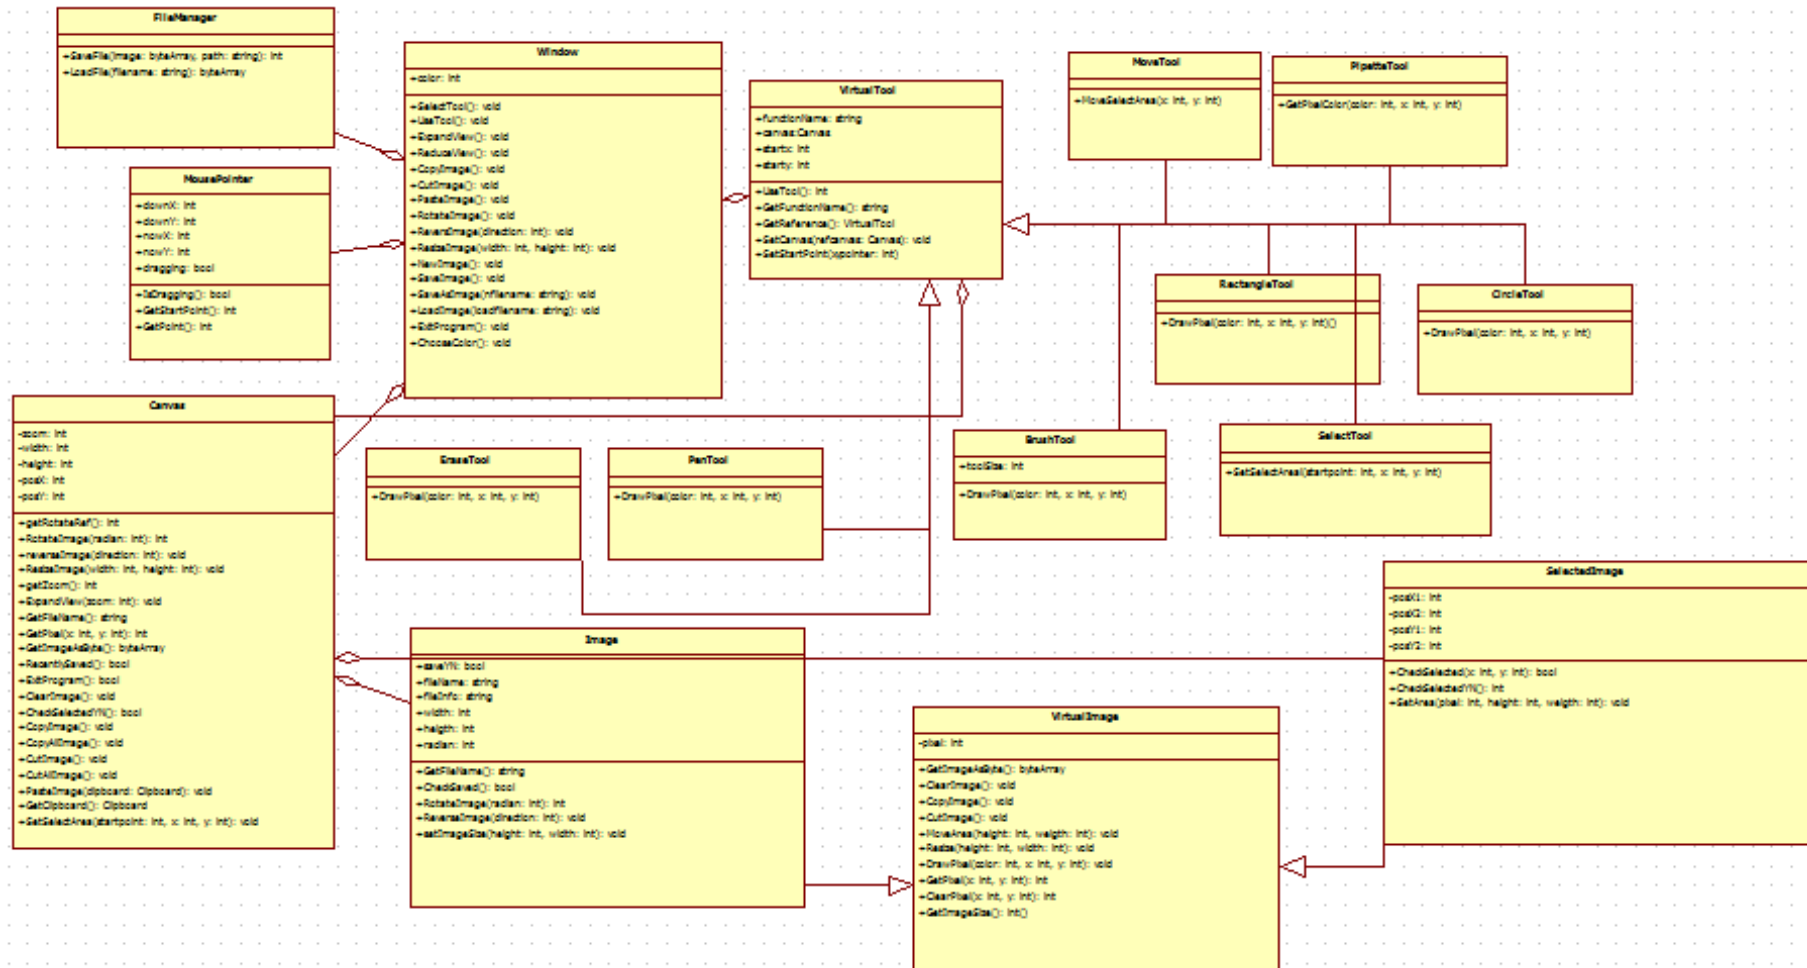 FileManager
+SaveFile(image: byteArray, path: string): int
+LoadFile(filename: string): byteArray
Window
+color: int
+SelectTool(): void
+UseTool(): void
+ExpandView(): void
+ReduceView(): void
+CopyImage(): void
+CutImage(): void
+PasteImage(): void
+RotateImage(): void
+ReversImage(direction: int): void
+ResizeImage(width: int, height: int): void
+NewImage(): void
+SaveImage(): void
+SaveAsImage(nfilename: string): void
+LoadImage(loadfilename: string): void
+ExitProgram(): void
+ChooseColor(): void
VirtualTool
+functionName: string
+canvas:Canvas
+startx: int
+starty: int
+UseTool(): int
+GetFunctionName(): string
+GetReference(): VirtualTool
+SetCanvas(refcanvas: Canvas): void
+SetStartPoint(xypointer: int)
MoveTool
+MoveSelectArea(x: int, y: int)
PipetteTool
+GetPixelColor(color: int, x: int, y: int)
MousePointer
+downX: int
+downY: int
+nowX: int
+nowY: int
+dragging: bool
+IsDragging(): bool
+GetStartPoint(): int
+GetPoint(): int
RectangleTool
+DrawPixel(color: int, x: int, y: int)()
CircleTool
+DrawPixel(color: int, x: int, y: int)
Canvas
-zoom: int
-width: int
-height: int
-posX: int
-posY: int
+getRotateRef(): int
+RotateImage(radian: int): int
+reverseImage(direction: int): void
+ResizeImage(width: int, height: int): void
+getZoom(): int
+ExpandView(zoom: int): void
+GetFileName(): string
+GetPixel(x: int, y: int): int
+GetImageAsByte(): byteArray
+RecentlySaved(): bool
+ExitProgram(): bool
+ClearImage(): void
+CheckSelectedYN(): bool
+CopyImage(): void
+CopyAllImage(): void
+CutImage(): void
+CutAllImage(): void
+PasteImage(clipboard: Clipboard): void
+GetClipboard(): Clipboard
+SetSelectArea(startpoint: int, x: int, y: int): void
EraseTool
+DrawPixel(color: int, x: int, y: int)
PenTool
+DrawPixel(color: int, x: int, y: int)
BrushTool
+toolSize: int
+DrawPixel(color: int, x: int, y: int)
SelectTool
+SetSelectAreal(startpoint: int, x: int, y: int)
Image
+saveYN: bool
+fileName: string
+fileInfo: string
+width: int
+heigth: int
+radian: int
+GetFileName(): string
+CheckSaved(): bool
+RotateImage(radian: int): int
+ReverseImage(direction: int): void
+setImageSize(height: int, width: int): void
VirtualImage
-pixel: int
+GetImageAsByte(): byteArray
+ClearImage(): void
+CopyImage(): void
+CutImage(): void
+MoveArea(height: int, weigth: int): void
+Resize(height: int, width: int): void
+DrawPixel(color: int, x: int, y: int): void
+GetPixel(x: int, y: int): int
+ClearPixel(x: int, y: int): int
+GetImageSize(): int()
SelectedImage
-posX1: int
-posX2: int
-posY1: int
-posY2: int
+CheckSelected(x: int, y: int): bool
+CheckSelectedYN(): int
+SetArea(pixel: int, height: int, weigth: int): void